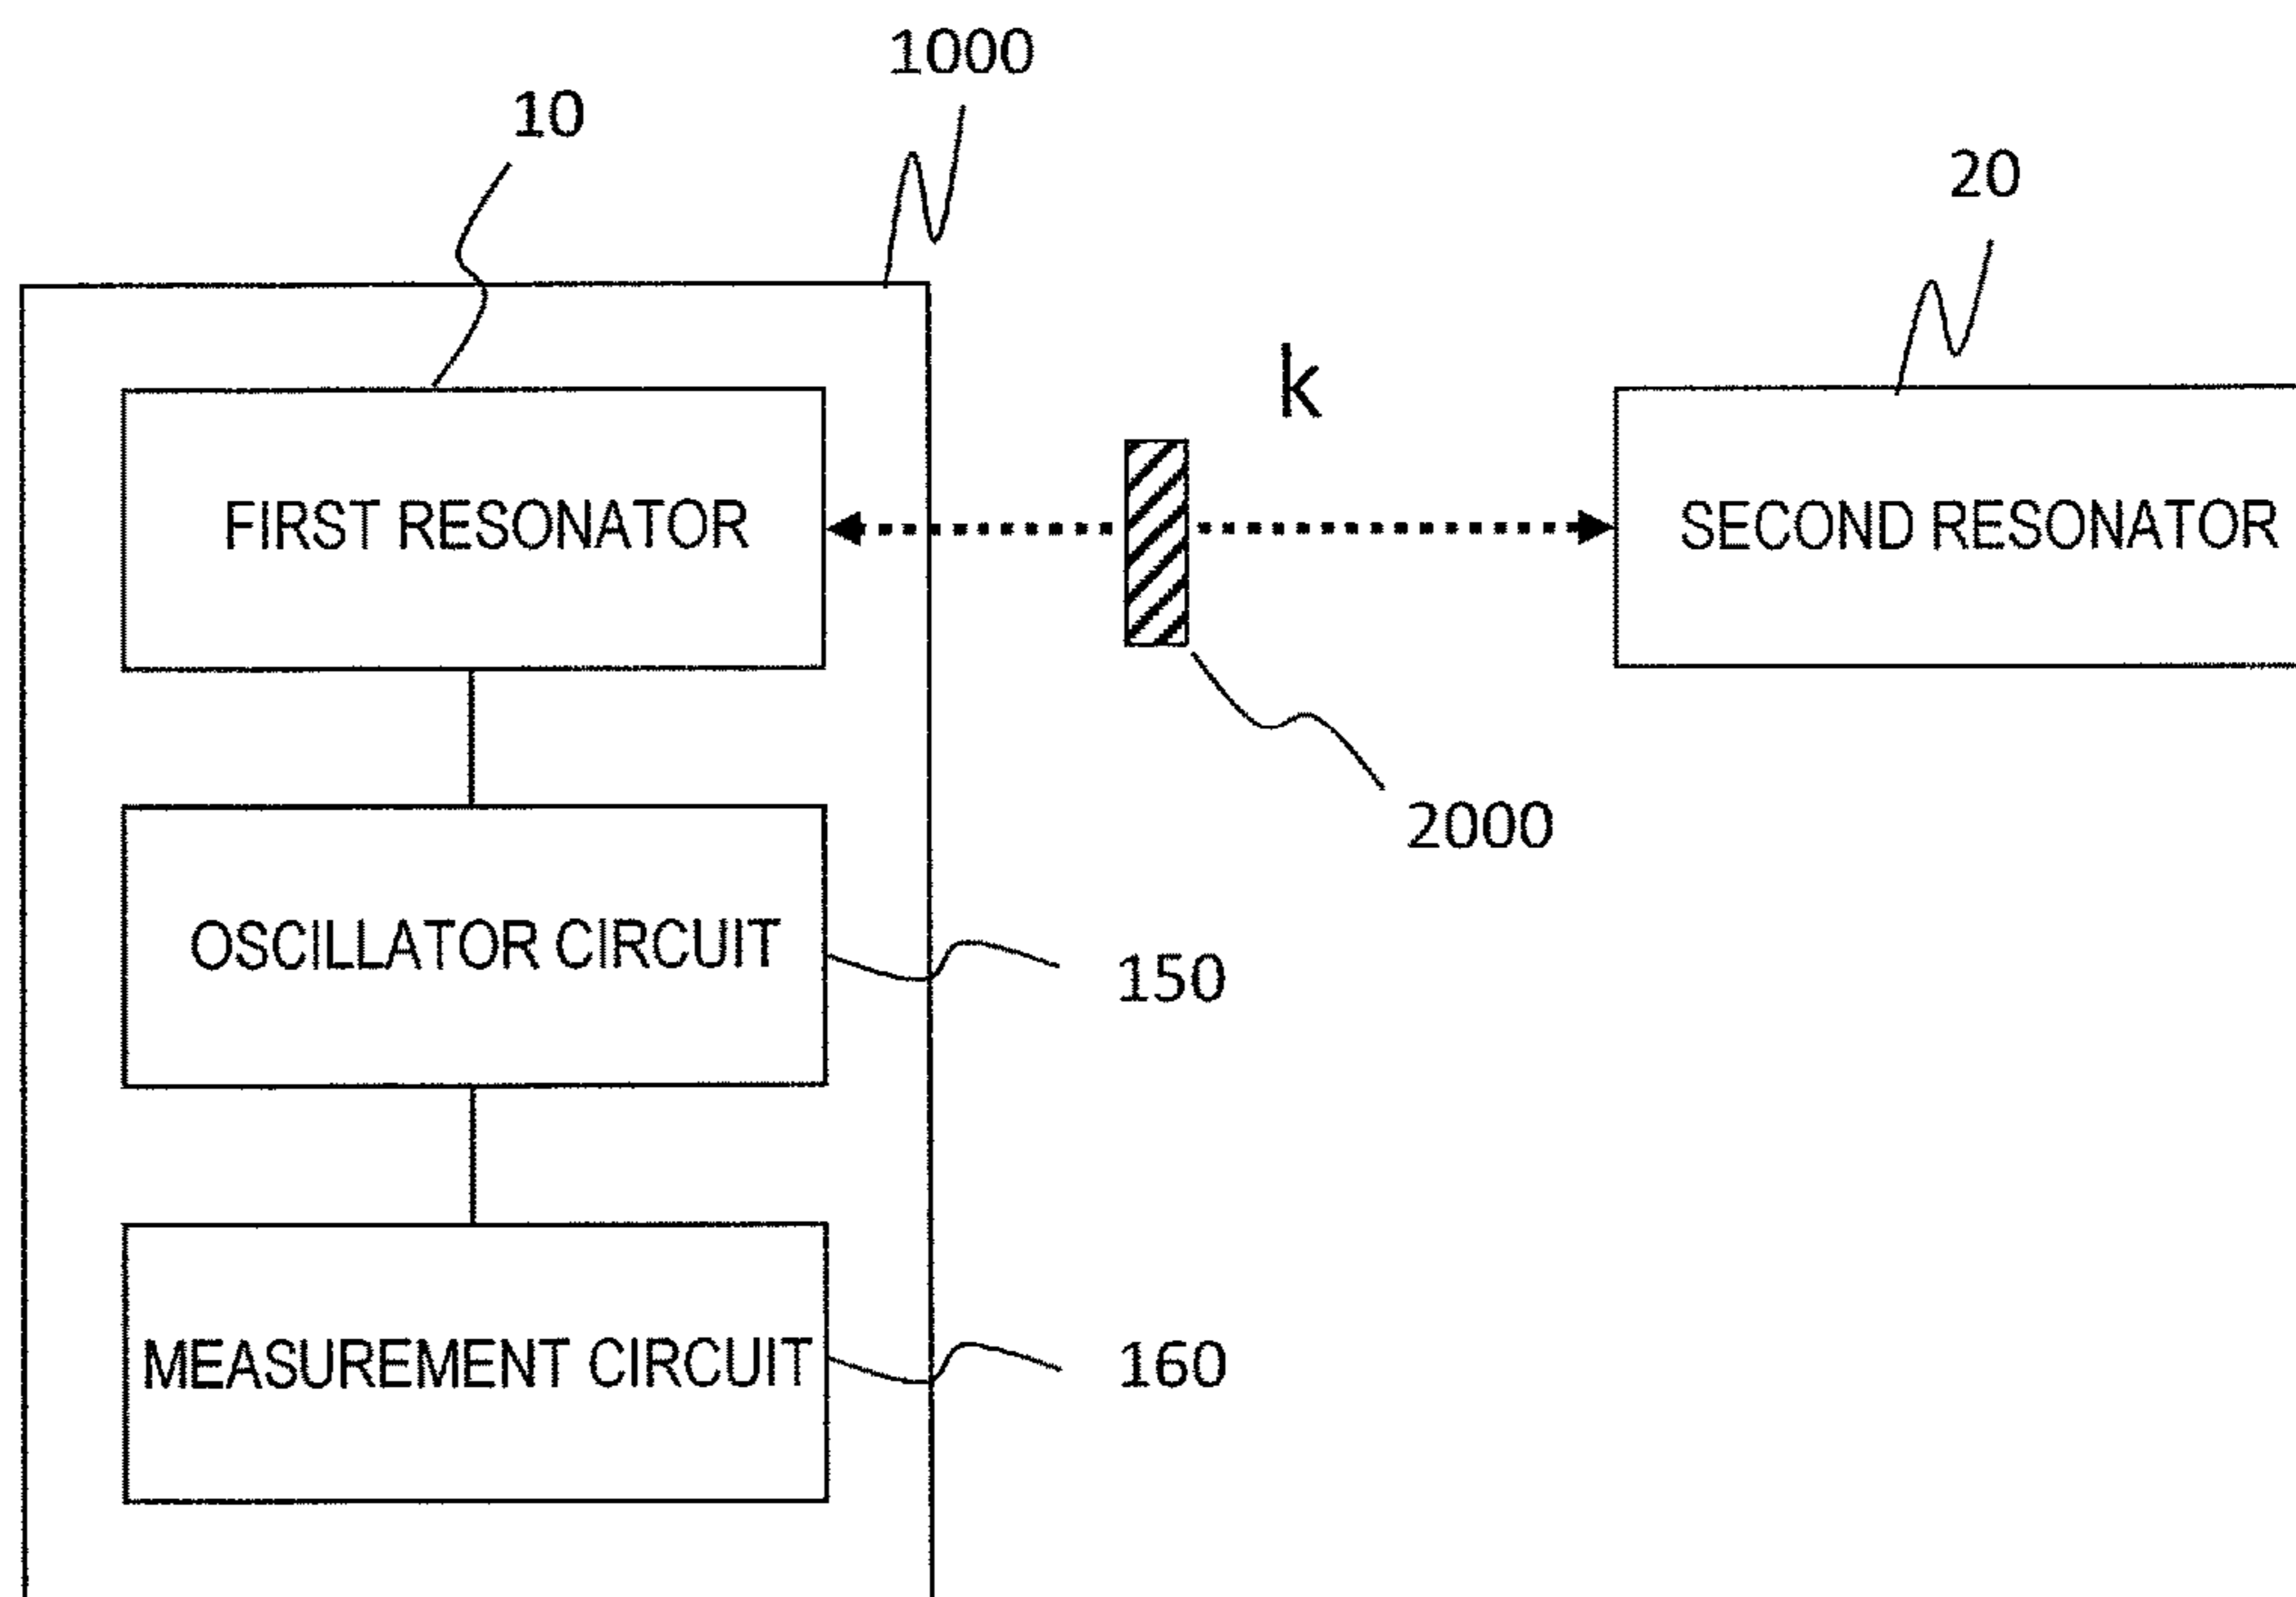 1000
10
20
k
FIRST RESONATOR
SECOND RESONATOR
2000
OSCILLATOR CIRCUIT
150
MEASUREMENT CIRCUIT
160